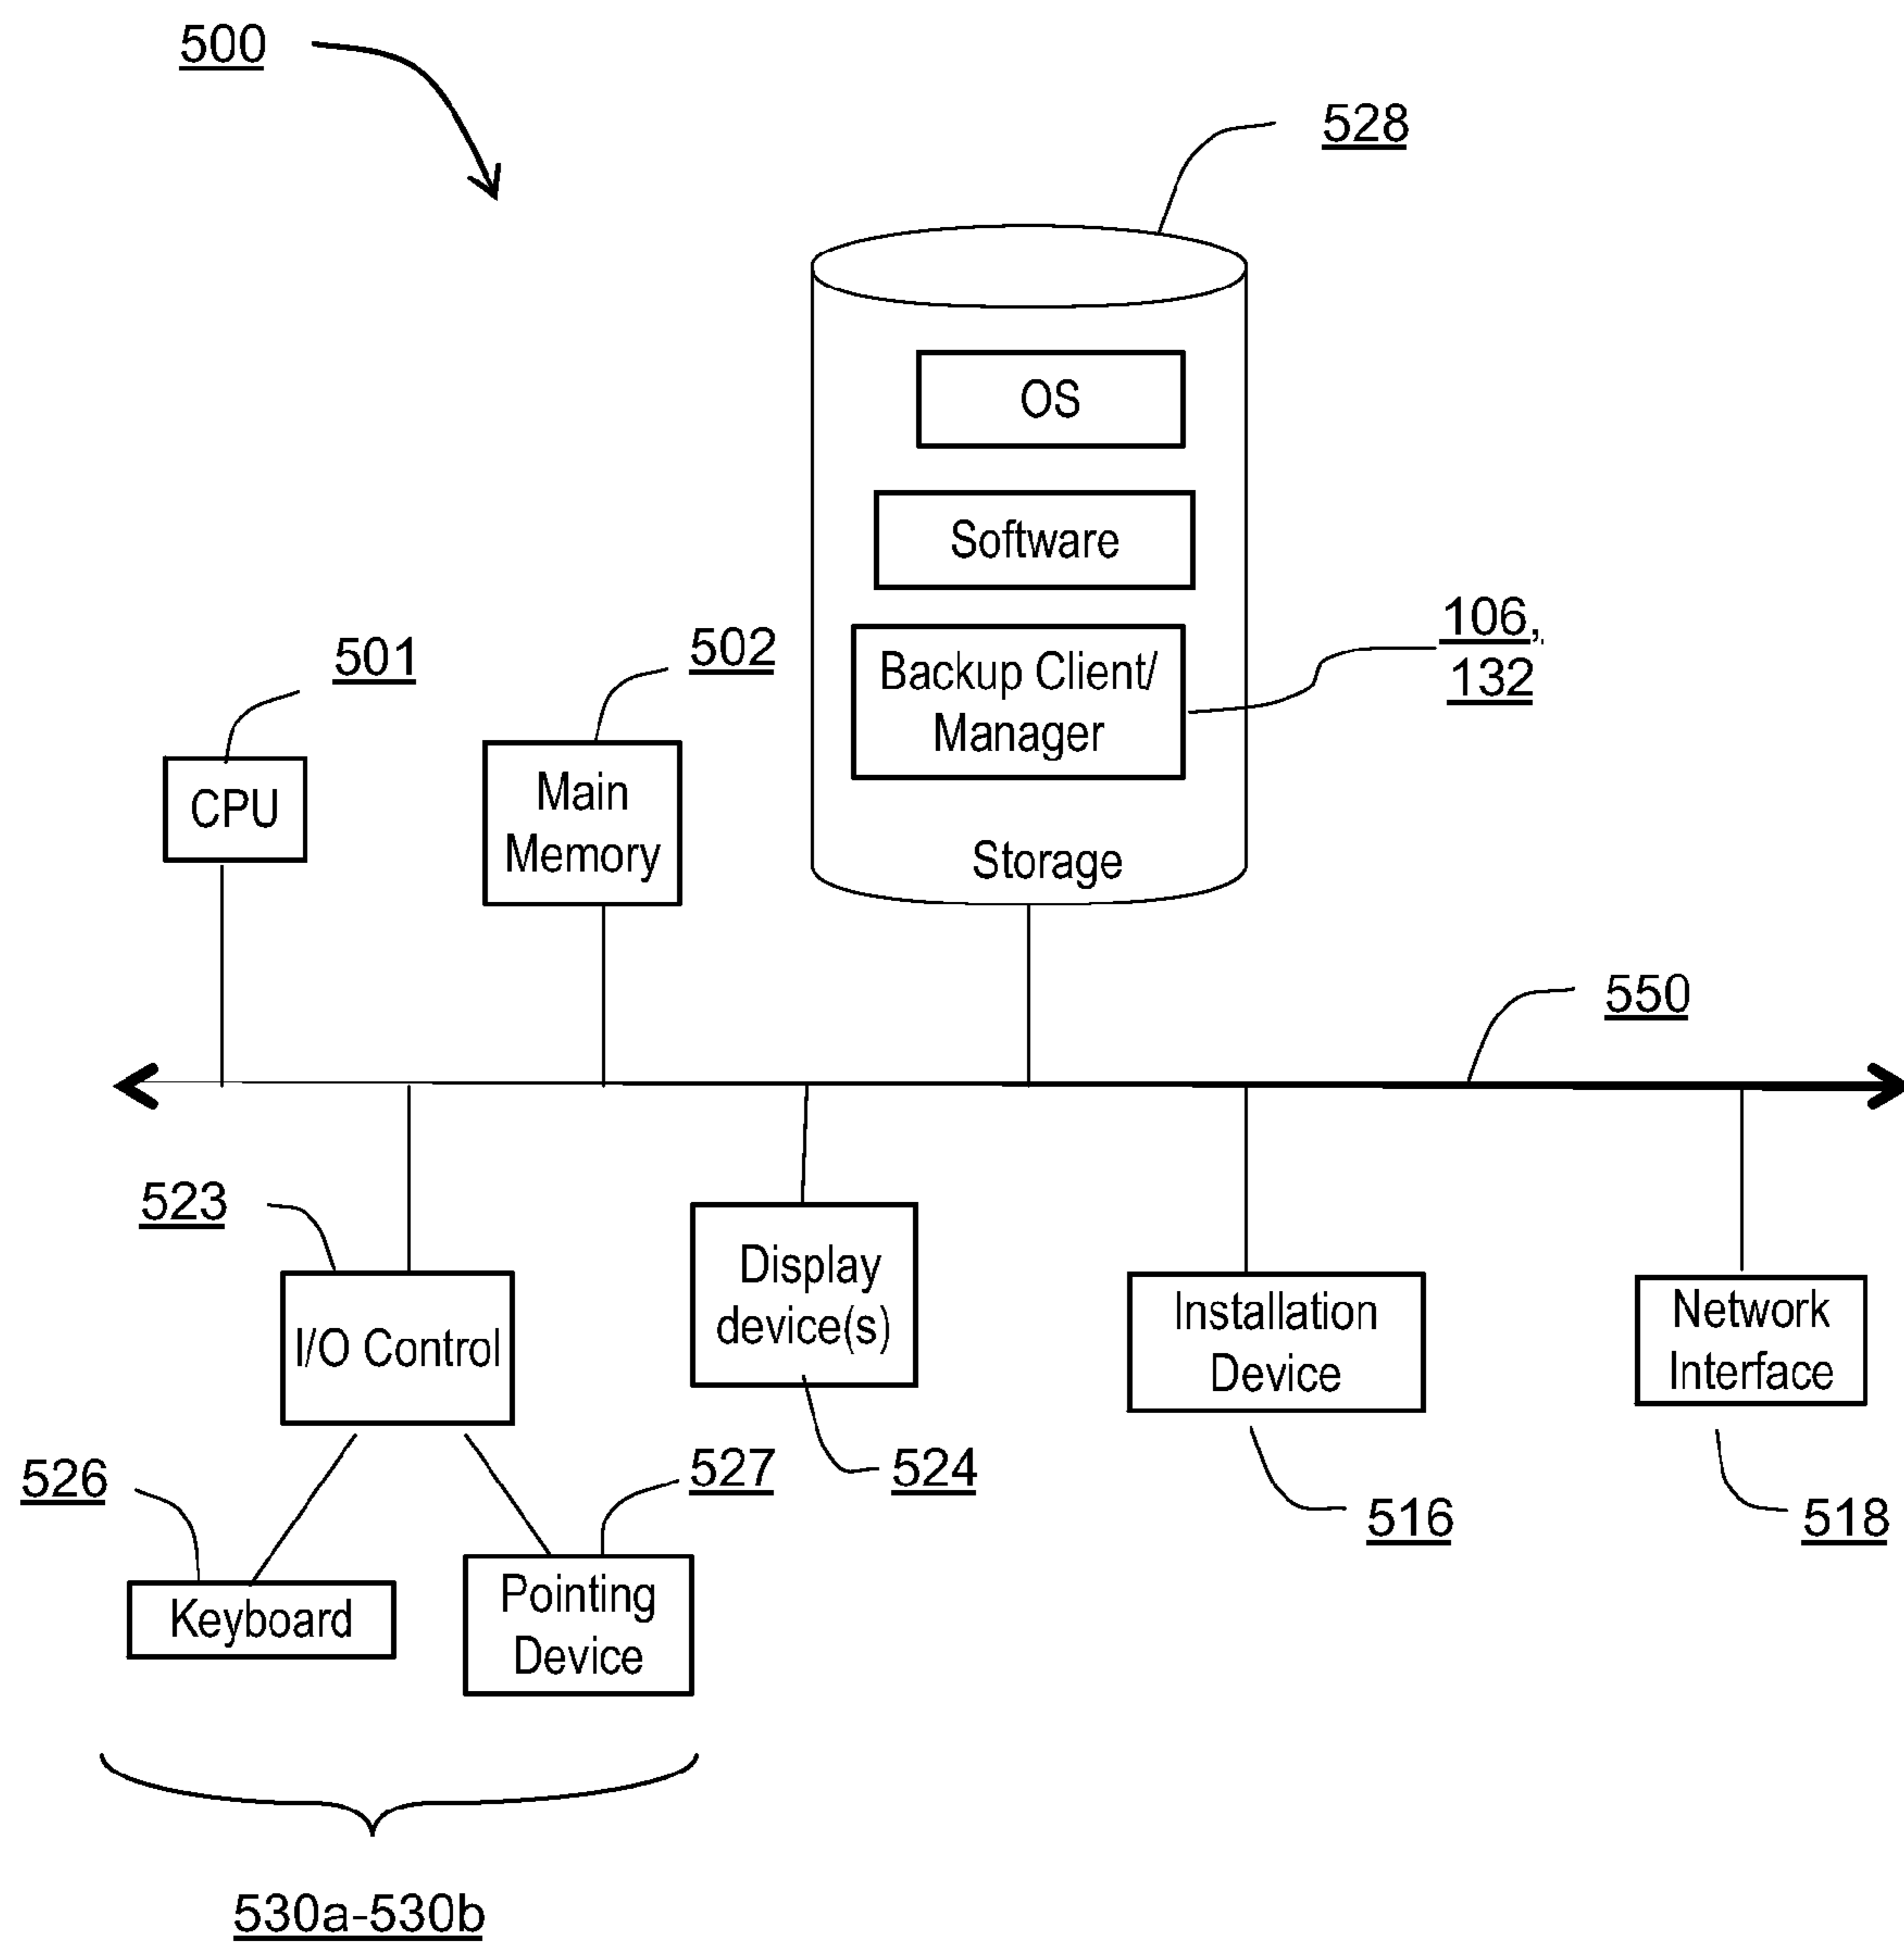 500
528
OS
Software
106,
132
Backup Client/
Manager
501
502
CPU
Main
Memory
Storage
550
523
Display
device(s)
I/O Control
Installation
Device
Network
Interface
526
527
524
516
518
Keyboard
Pointing
Device
530a-530b